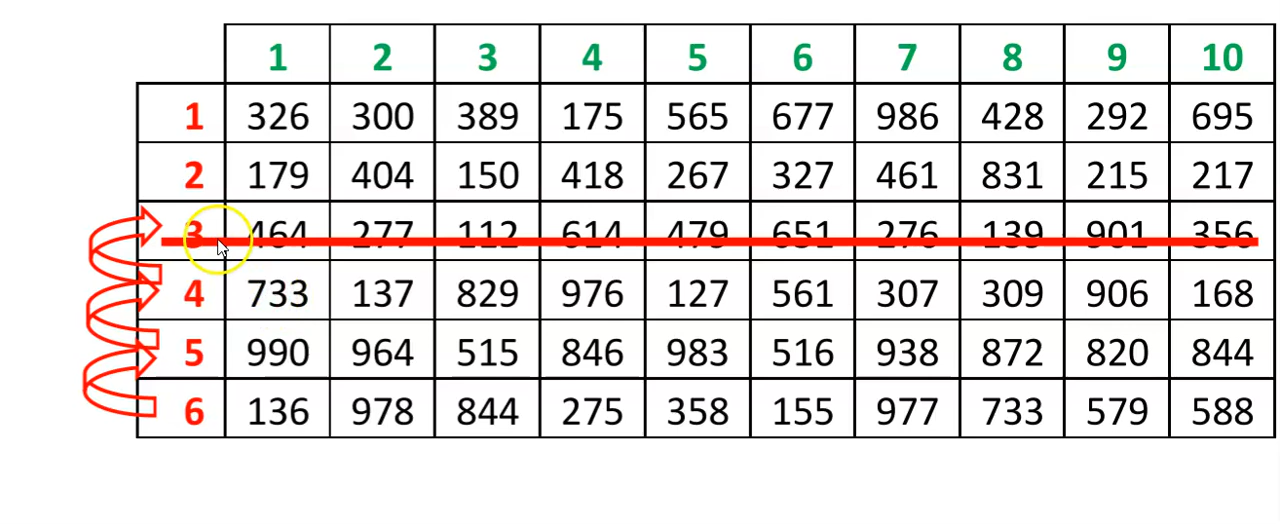 1 2 3 4 5 6 7 8 9 10
1 326 300 389 175 565 677 986 428 292 695
2 179 404 150 418 267 327 461 831 215 217
3 464 277 112 614 479 651 276 139 901 356
4 733 137 829 976 127 561 307 309 906 168
5 990 964 515 846 983 516 938 872 820 844
6 136 978 844 275 358 155 977 733 579 588